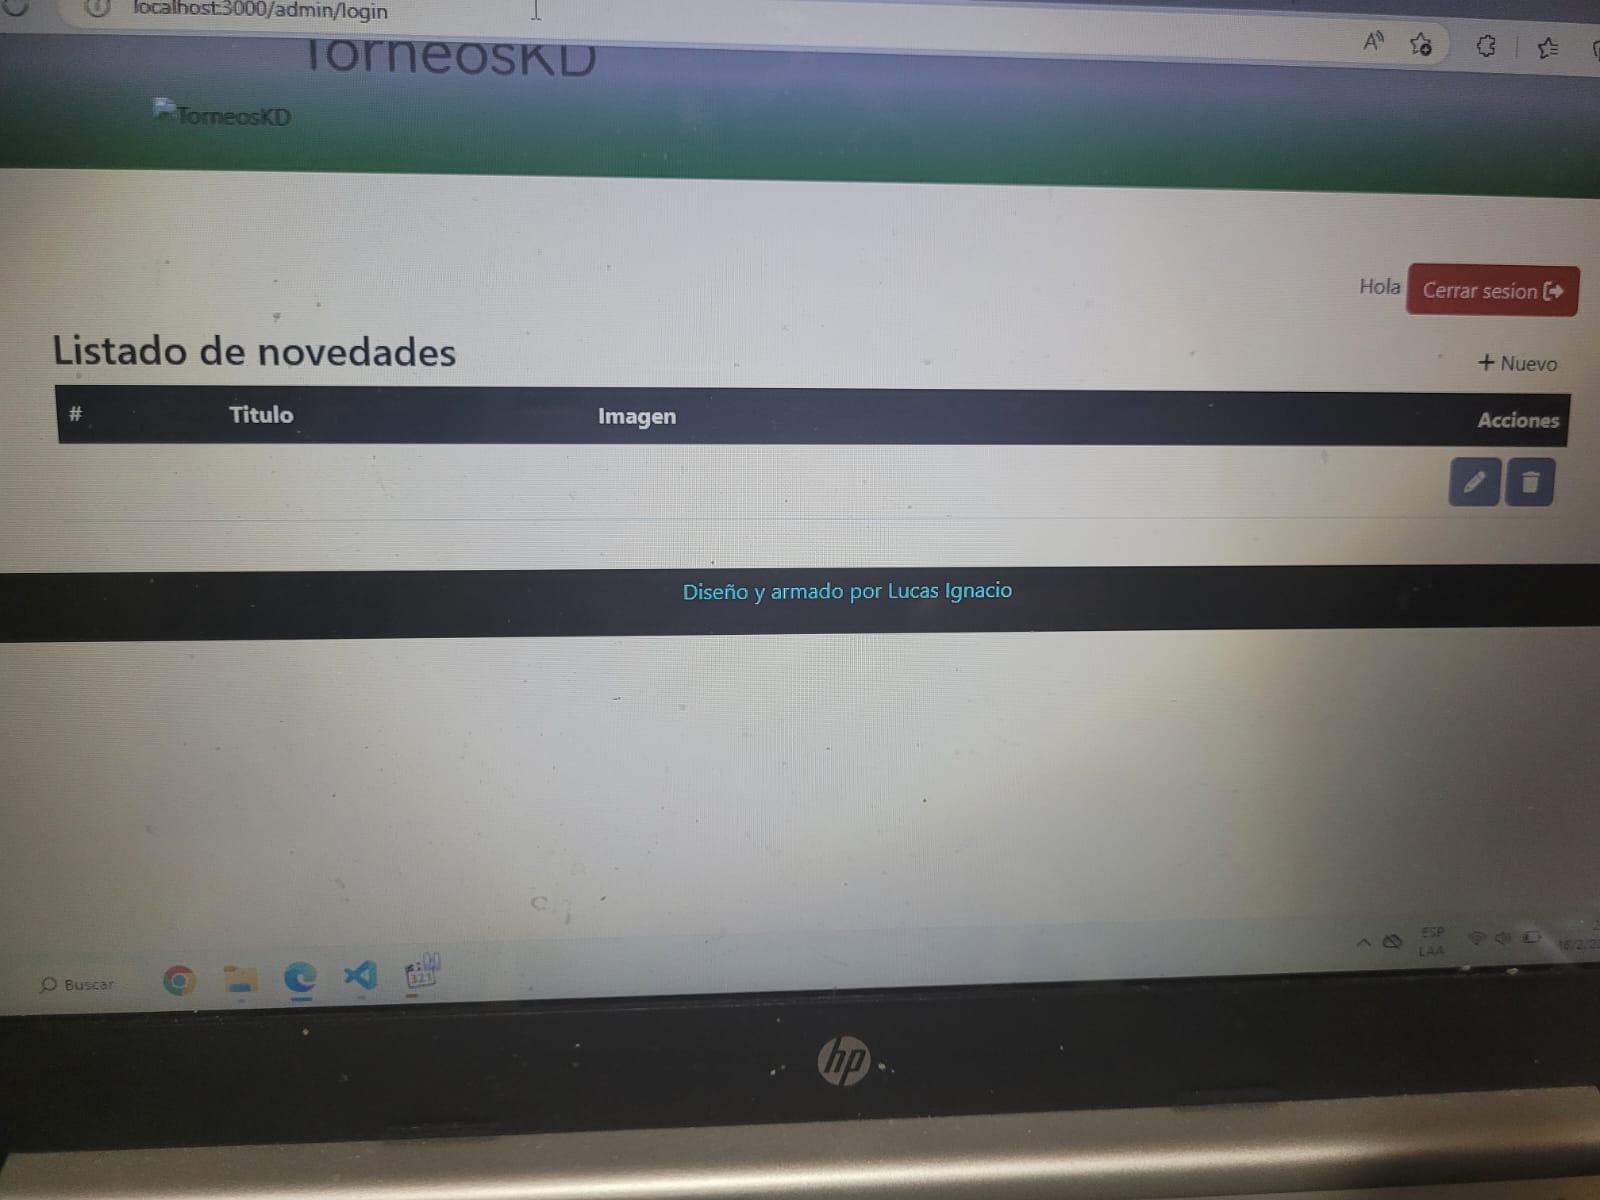 localhost:3000/admin/login
TorneosKD
TorneosKD
Hola Cerrar sesion
Listado de novedades
+ Nuevo
# Titulo Imagen Acciones
Diseño y armado por Lucas Ignacio
Buscar
ESP
LAA
hp